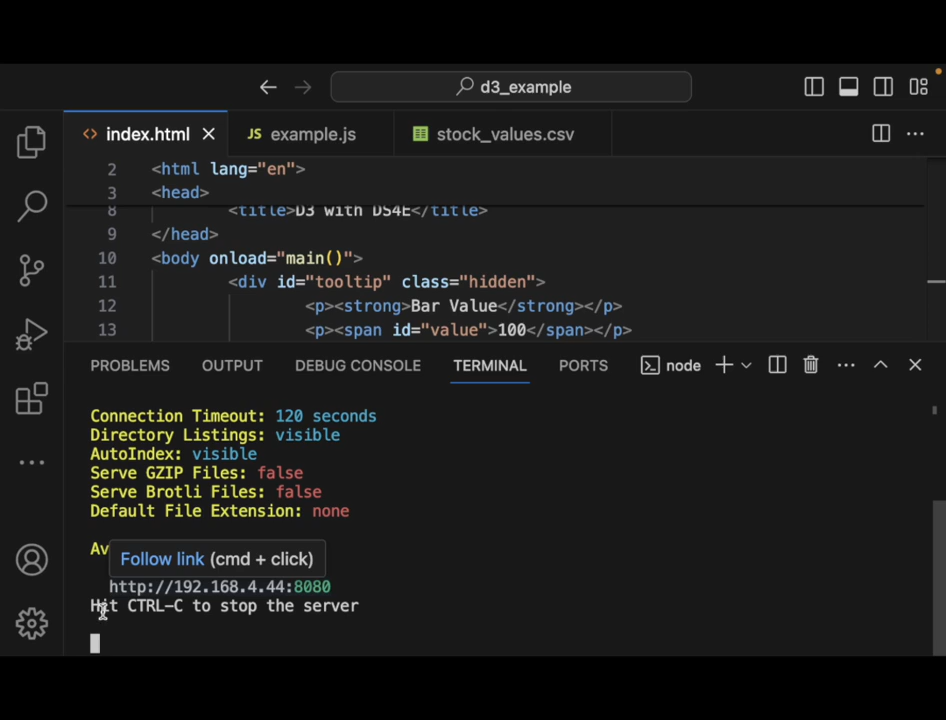 d3_example
index.html
example.js
stock_values.csv
2 <html lang="en">
3 <head>
8 <title>D3 with DS4E</title>
9 </head>
10 <body onload="main()">
11 <div id="tooltip" class="hidden">
12 <p><strong>Bar Value</strong></p>
13 <p><span id="value">100</span></p>
PROBLEMS OUTPUT DEBUG CONSOLE TERMINAL PORTS node
Connection Timeout: 120 seconds
Directory Listings: visible
AutoIndex: visible
Serve GZIP Files: false
Serve Brotli Files: false
Default File Extension: none
Av
Follow link (cmd + click)
http://192.168.4.44:8080
Hit CTRL-C to stop the server